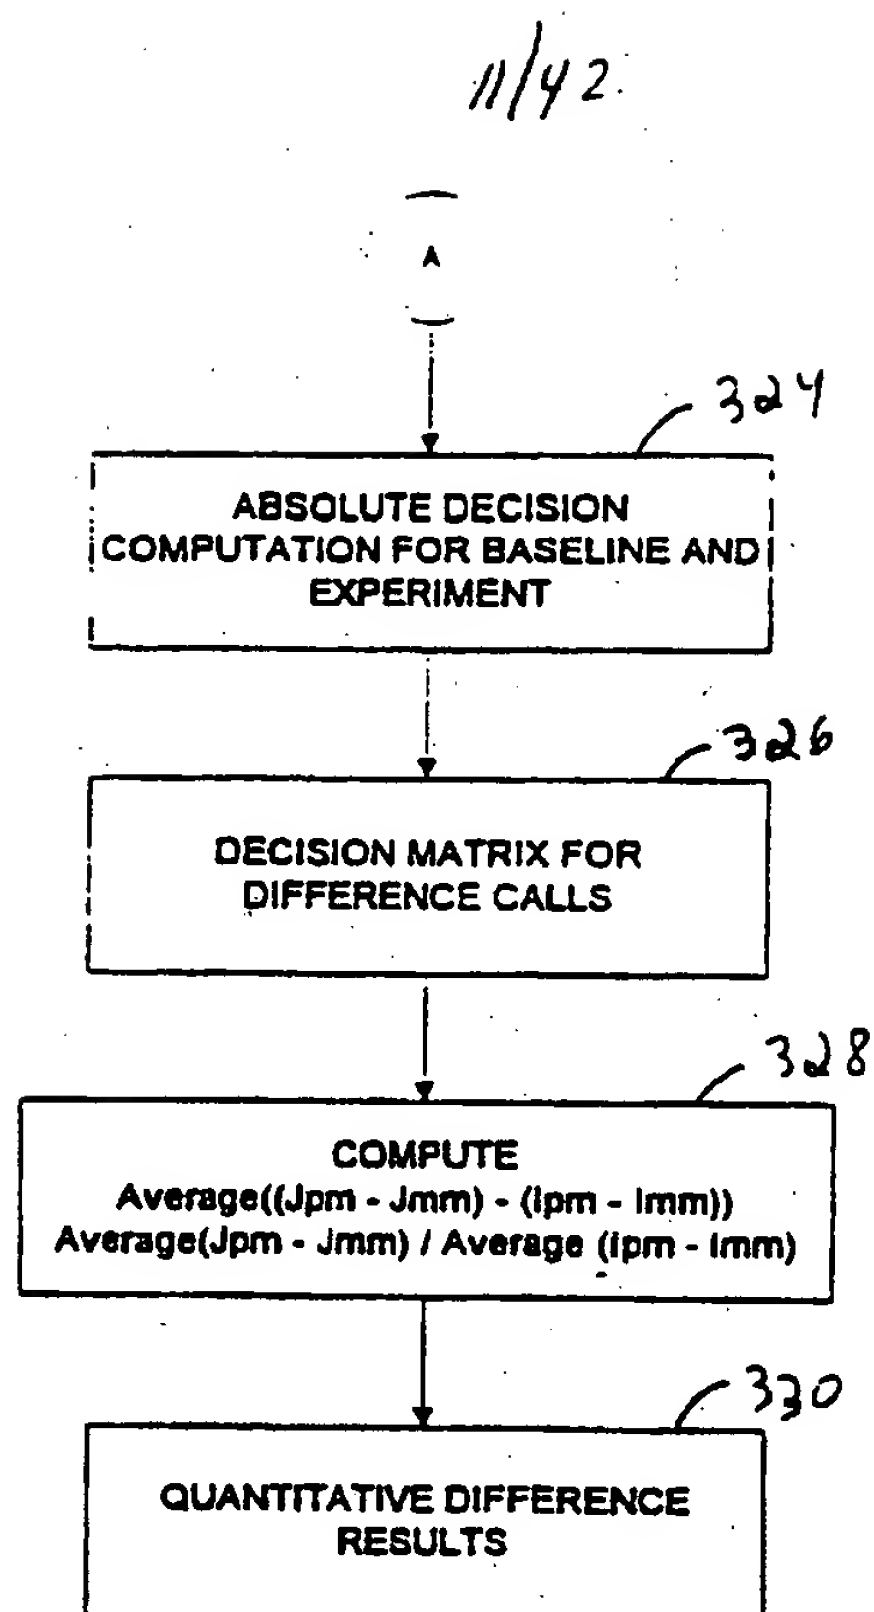 11/42
A
324
ABSOLUTE DECISION
COMPUTATION FOR BASELINE AND
EXPERIMENT
326
DECISION MATRIX FOR
DIFFERENCE CALLS
328
COMPUTE
Average((Jpm - Jmm) - (Ipm - Imm))
Average(Jpm - Jmm) / Average (Ipm - Imm)
330
QUANTITATIVE DIFFERENCE
RESULTS